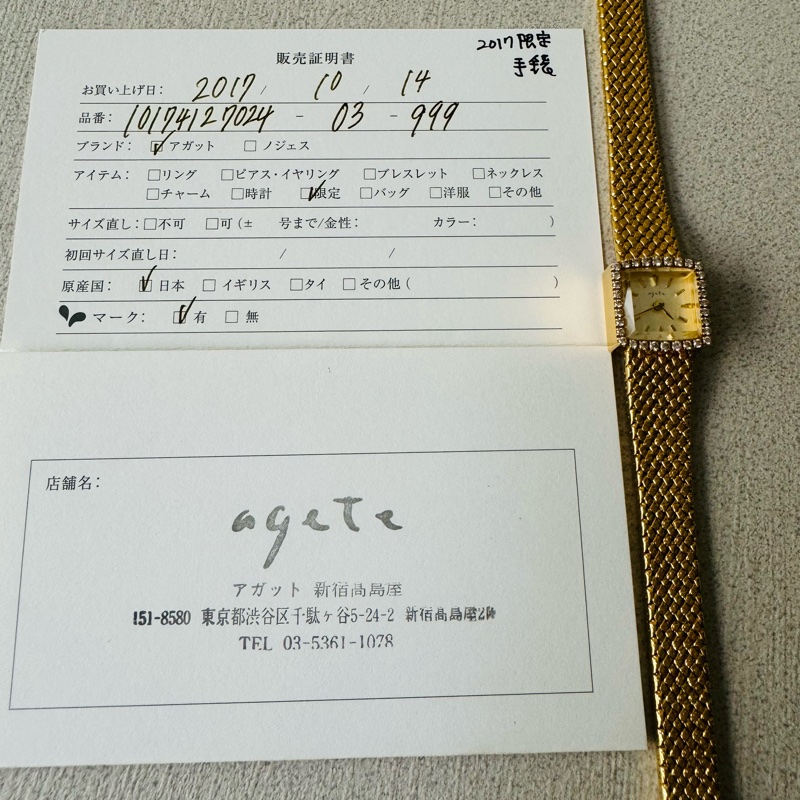 2017限定
手鐲
販売証明書
お買い上げ日: 2017 / 10 / 14
品番: 10174127024 - 03 - 999
ブランド: ☑アガット □ノジェス
アイテム: □リング □ピアス・イヤリング □ブレスレット □ネックレス
□チャーム □時計 ☑限定 □バッグ □洋服 □その他
サイズ直し: □不可 □可(± 号まで/金性: カラー: )
初回サイズ直し日: / /
原産国: ☑日本 □イギリス □タイ □その他( )
マーク: ☑有 □無
agete
店舗名:
agete
アガット 新宿髙島屋
151-8580 東京都渋谷区千駄ヶ谷5-24-2 新宿髙島屋2階
TEL 03-5361-1078